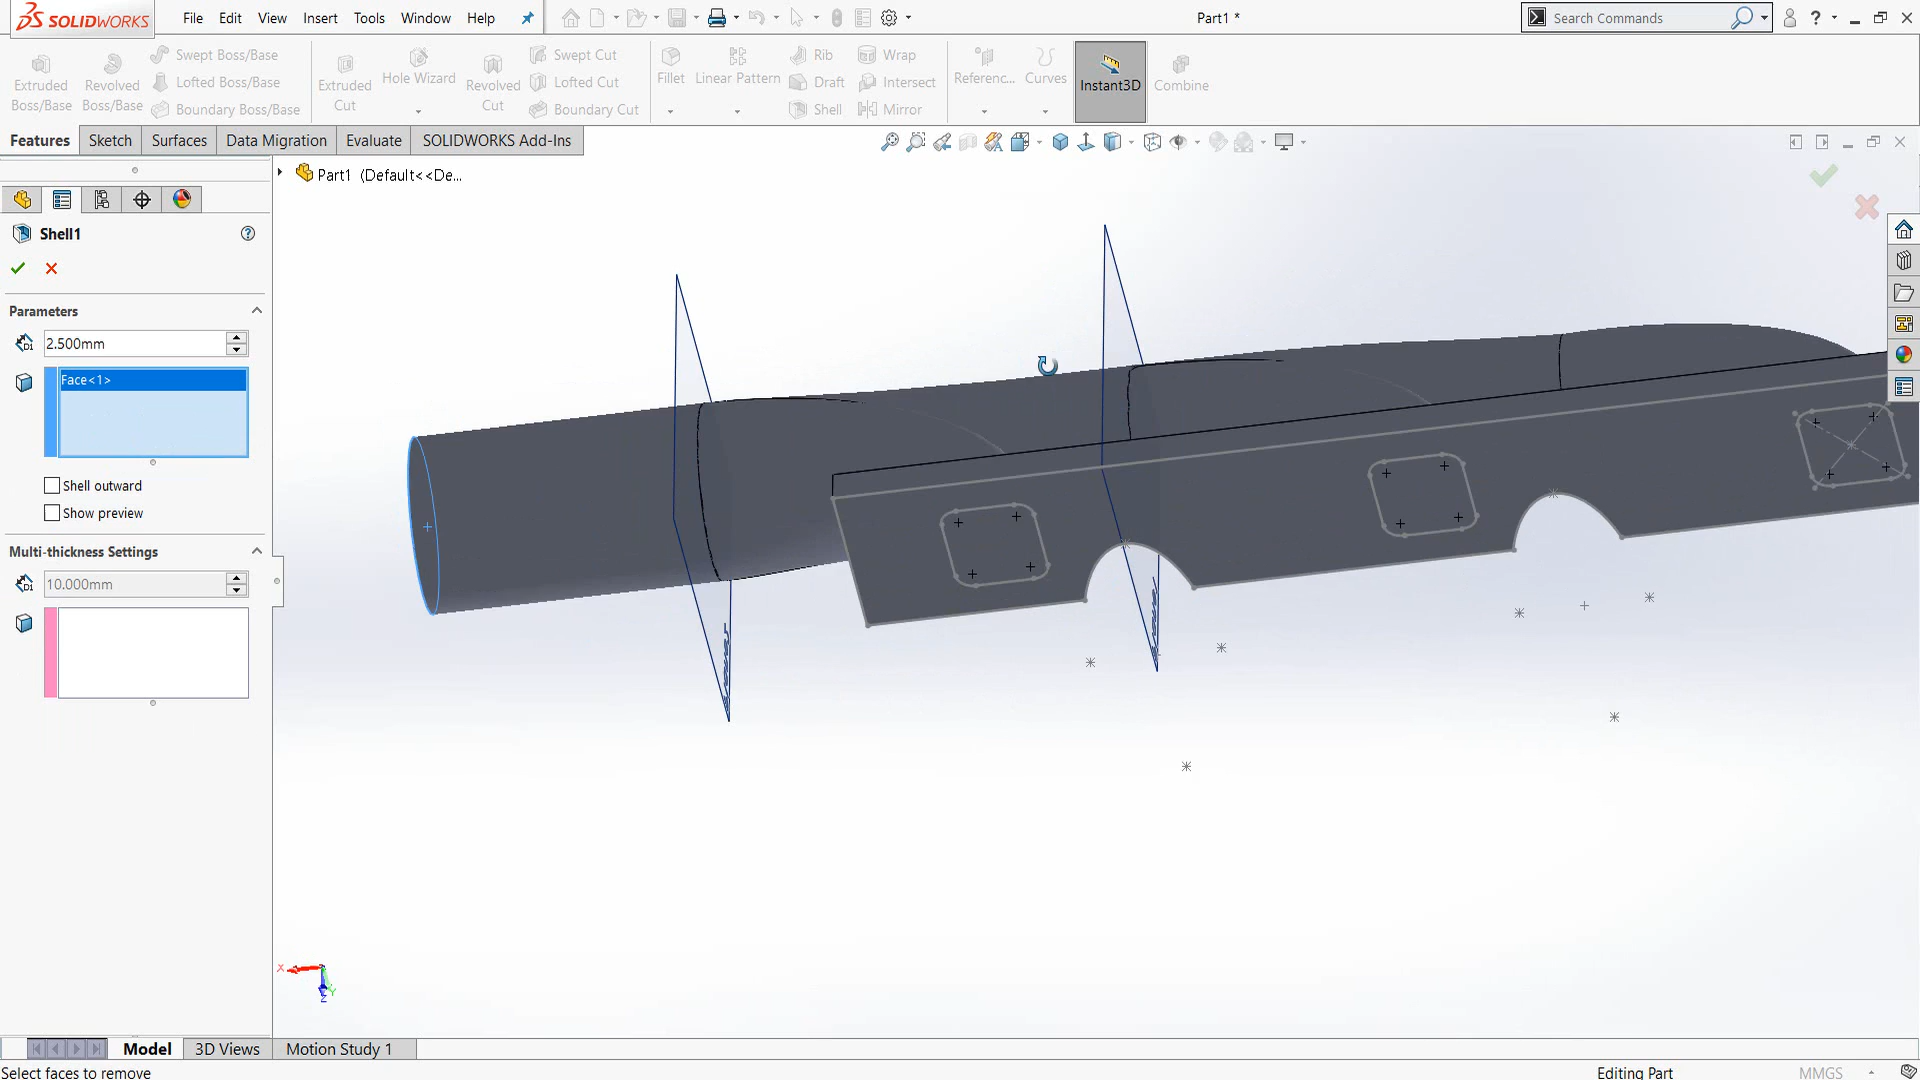 SOLIDWORKS
File Edit View Insert Tools Window Help
Part1 *
Search Commands
Extruded Boss/Base
Revolved Boss/Base
Swept Boss/Base
Lofted Boss/Base
Boundary Boss/Base
Extruded Cut
Hole Wizard
Revolved Cut
Swept Cut
Lofted Cut
Boundary Cut
Fillet
Linear Pattern
Rib
Draft
Shell
Wrap
Intersect
Mirror
Referenc...
Curves
Instant3D
Combine
Features Sketch Surfaces Data Migration Evaluate SOLIDWORKS Add-Ins
Part1 (Default<<De...
Shell1
Parameters
2.500mm
Face<1>
Shell outward
Show preview
Multi-thickness Settings
10.000mm
X
Y
Z
Model 3D Views Motion Study 1
Select faces to remove
Editing Part
MMGS